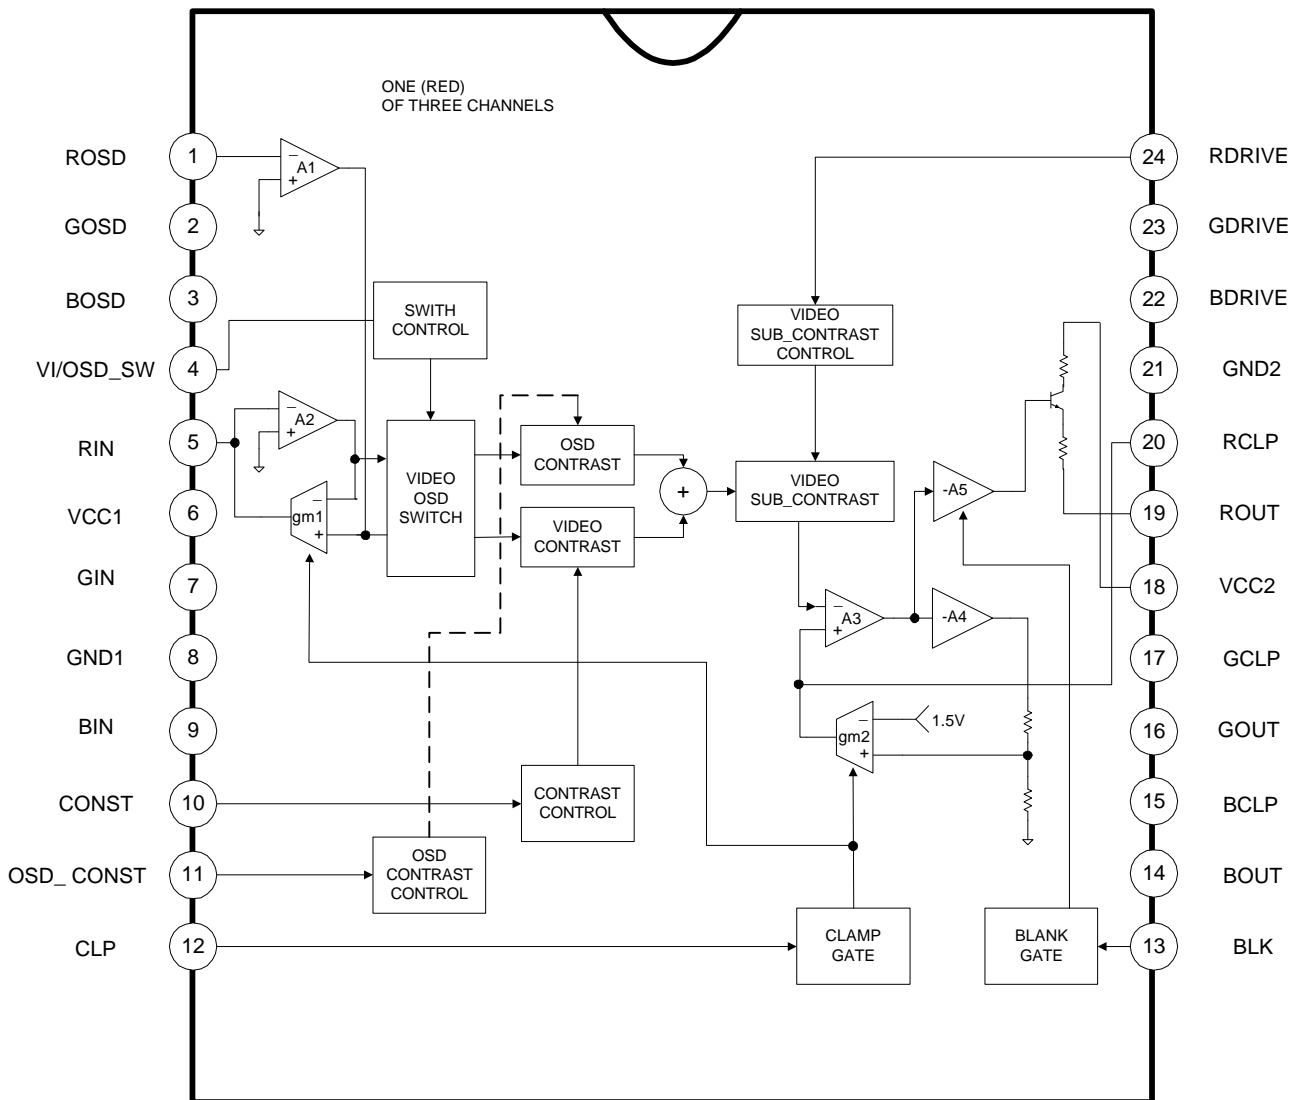 ONE (RED)
OF THREE CHANNELS
ROSD
1
GOSD
2
BOSD
3
VI/OSD_SW
4
RIN
5
VCC1
6
GIN
7
GND1
8
BIN
9
CONST
10
OSD_ CONST
11
CLP
12
A1
−
+
SWITH
CONTROL
A2
−
+
gm1
−
+
VIDEO
OSD
SWITCH
OSD
CONTRAST
VIDEO
CONTRAST
+
CONTRAST
CONTROL
OSD
CONTRAST
CONTROL
VIDEO
SUB_CONTRAST
CONTROL
VIDEO
SUB_CONTRAST
−
A3
+
-A4
-A5
gm2
−
+
1.5V
CLAMP
GATE
BLANK
GATE
24
RDRIVE
23
GDRIVE
22
BDRIVE
21
GND2
20
RCLP
19
ROUT
18
VCC2
17
GCLP
16
GOUT
15
BCLP
14
BOUT
13
BLK